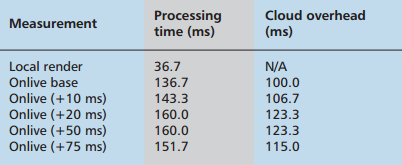 Measurement Processing time (ms) Cloud overhead (ms)
Local render 36.7 N/A
Onlive base 136.7 100.0
Onlive (+10 ms) 143.3 106.7
Onlive (+20 ms) 160.0 123.3
Onlive (+50 ms) 160.0 123.3
Onlive (+75 ms) 151.7 115.0